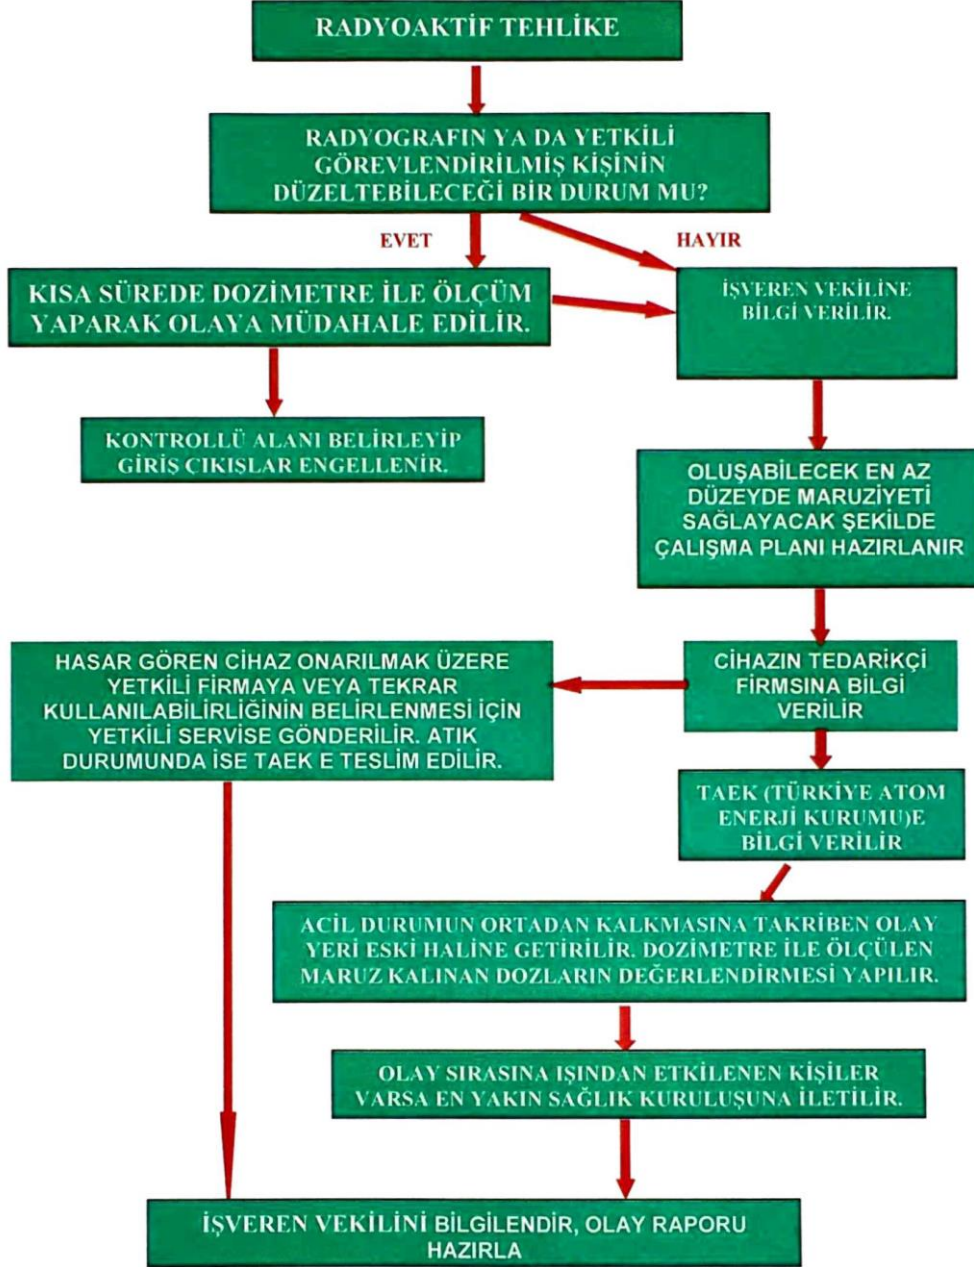 RADYOAKTİF TEHLİKE
RADYOGRAFIN YA DA YETKİLİ
GÖREVLENDİRİLMİŞ KİŞİNİN
DÜZELTEBİLECEĞİ BİR DURUM MU?
EVET
HAYIR
KISA SÜREDE DOZİMETRE İLE ÖLÇÜM
YAPARAK OLAYA MÜDAHALE EDİLİR.
İŞVEREN VEKİLİNE
BİLGİ VERİLİR.
KONTROLLÜ ALANI BELİRLEYİP
GİRİŞ ÇIKIŞLAR ENGELLENİR.
OLUŞABİLECEK EN AZ
DÜZEYDE MARUZİYETİ
SAĞLAYACAK ŞEKİLDE
ÇALIŞMA PLANI HAZIRLANIR
HASAR GÖREN CİHAZ ONARILMAK ÜZERE
YETKİLİ FİRMAYA VEYA TEKRAR
KULLANILABİLİRLİĞİNİN BELİRLENMESİ İÇİN
YETKİLİ SERVİSE GÖNDERİLİR. ATIK
DURUMUNDA İSE TAEK E TESLİM EDİLİR.
CİHAZIN TEDARİKÇİ
FİRMSINA BİLGİ
VERİLİR
TAEK (TÜRKİYE ATOM
ENERJİ KURUMU)E
BİLGİ VERİLİR
ACİL DURUMUN ORTADAN KALKMASINA TAKRİBEN OLAY
YERİ ESKİ HALİNE GETİRİLİR. DOZİMETRE İLE ÖLÇÜLEN
MARUZ KALINAN DOZLARIN DEĞERLENDİRMESİ YAPILIR.
OLAY SIRASINA IŞINDAN ETKİLENEN KİŞİLER
VARSA EN YAKIN SAĞLIK KURULUŞUNA İLETİLİR.
İŞVEREN VEKİLİNİ BİLGİLENDİR, OLAY RAPORU
HAZIRLA